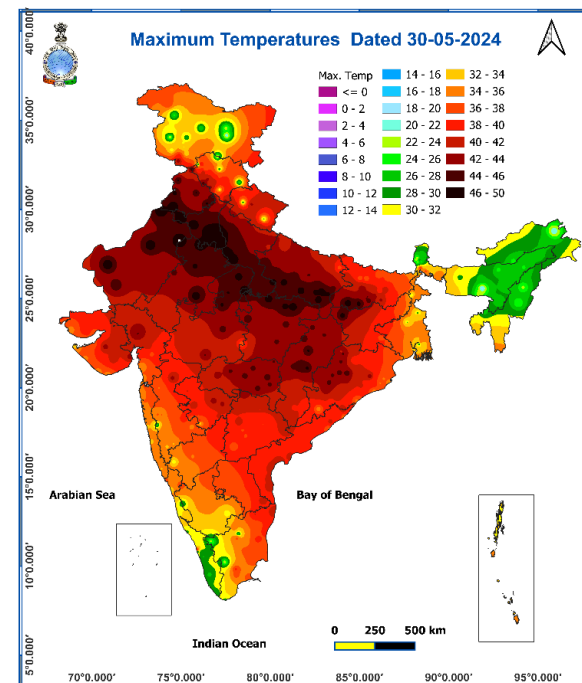 Maximum Temperatures Dated 30-05-2024
Max. Temp
<= 0
0 - 2
2 - 4
4 - 6
6 - 8
8 - 10
10 - 12
12 - 14
14 - 16
16 - 18
18 - 20
20 - 22
22 - 24
24 - 26
26 - 28
28 - 30
30 - 32
32 - 34
34 - 36
36 - 38
38 - 40
40 - 42
42 - 44
44 - 46
46 - 50
40°0.000'
35°0.000'
30°0.000'
25°0.000'
20°0.000'
15°0.000'
10°0.000'
5°0.000'
Arabian Sea
Bay of Bengal
Indian Ocean
0 250 500 km
70°0.000' 75°0.000' 80°0.000' 85°0.000' 90°0.000' 95°0.000'